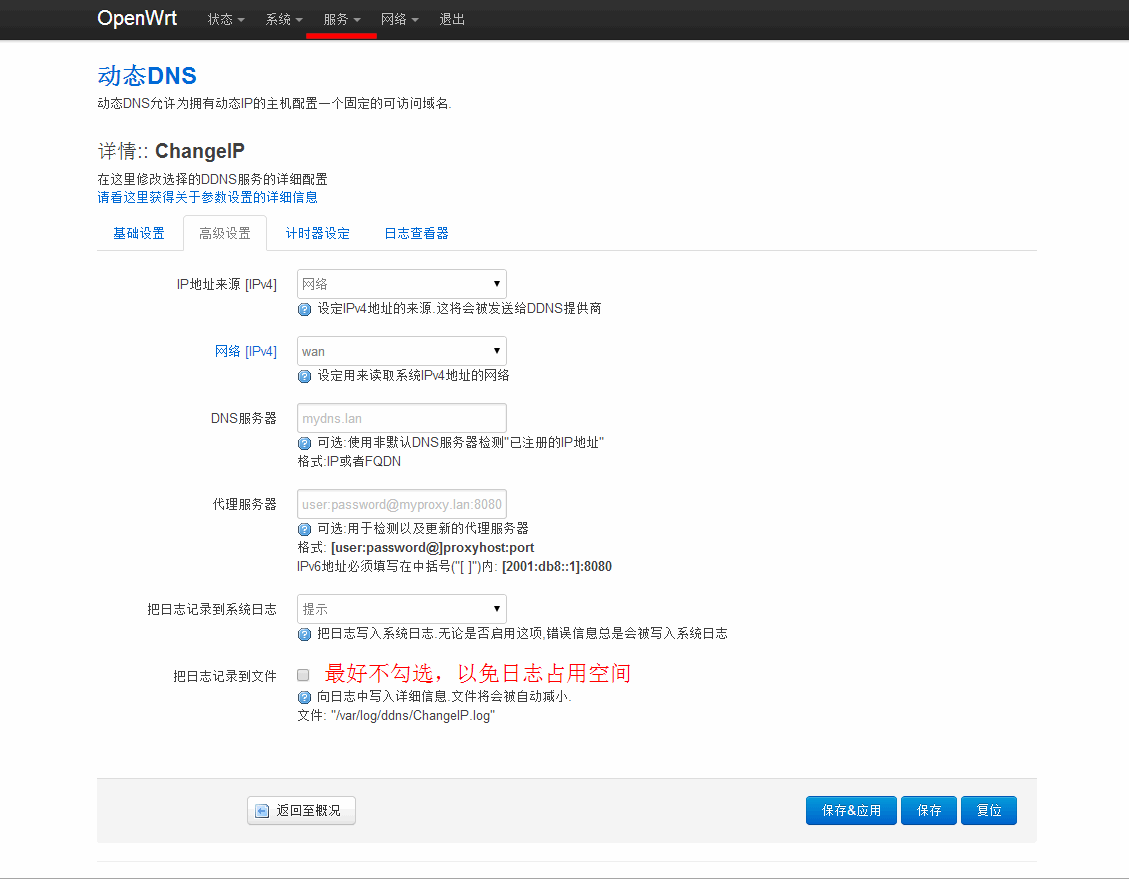 OpenWrt 状态 系统 服务 网络 退出
动态DNS
动态DNS允许为拥有动态IP的主机配置一个固定的可访问域名.
详情:: ChangeIP
在这里修改选择的DDNS服务的详细配置
请看这里获得关于参数设置的详细信息
基础设置 高级设置 计时器设定 日志查看器
IP地址来源 [IPv4] 网络
设定IPv4地址的来源.这将会被发送给DDNS提供商
网络 [IPv4] wan
设定用来读取系统IPv4地址的网络
DNS服务器 mydns.lan
可选:使用非默认DNS服务器检测"已注册的IP地址"
格式:IP或者FQDN
代理服务器 user:password@myproxy.lan:8080
可选:用于检测以及更新的代理服务器
格式: [user:password@]proxyhost:port
IPv6地址必须填写在中括号("[ ]")内: [2001:db8::1]:8080
把日志记录到系统日志 提示
把日志写入系统日志.无论是否启用这项,错误信息总是会被写入系统日志
把日志记录到文件 最好不勾选，以免日志占用空间
向日志中写入详细信息.文件将会被自动减小.
文件: "/var/log/ddns/ChangeIP.log"
返回至概况 保存&应用 保存 复位